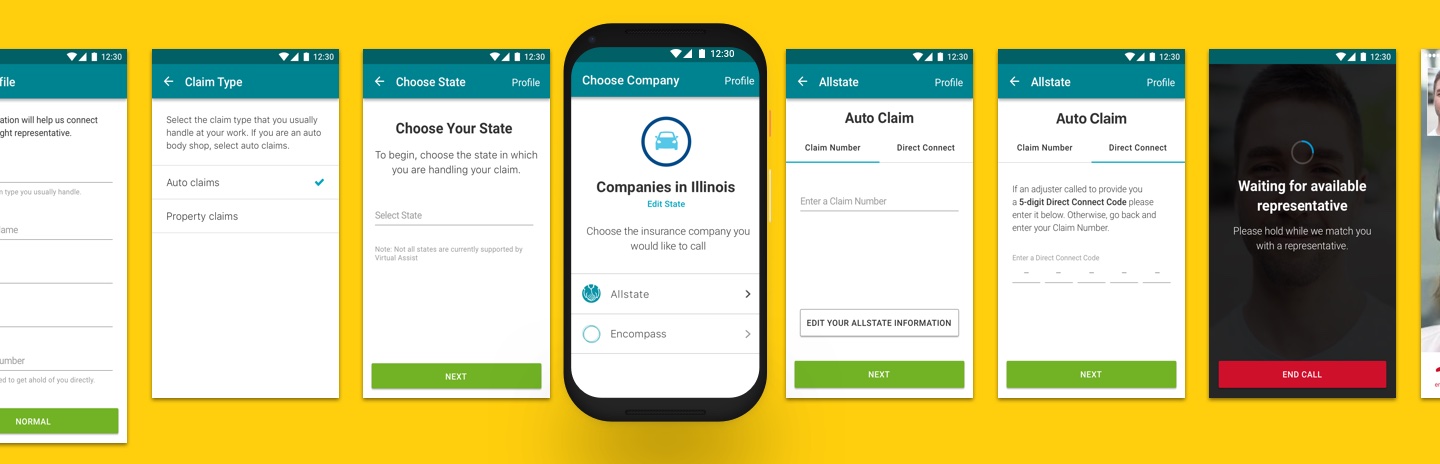 12:30
file
ation will help us connect
ght representative.
n type you usually handle.
ame
umber
ed to get ahold of you directly.
NORMAL
12:30
Claim Type
Select the claim type that you usually
handle at your work. If you are an auto
body shop, select auto claims.
Auto claims
Property claims
12:30
Choose State Profile
Choose Your State
To begin, choose the state in which
you are handling your claim.
Select State
Note: Not all states are currently supported by
Virtual Assist
NEXT
12:30
Choose Company Profile
Companies in Illinois
Edit State
Choose the insurance company you
would like to call
Allstate
Encompass
12:30
Allstate Profile
Auto Claim
Claim Number Direct Connect
Enter a Claim Number
EDIT YOUR ALLSTATE INFORMATION
NEXT
12:30
Allstate Profile
Auto Claim
Claim Number Direct Connect
If an adjuster called to provide you
a 5-digit Direct Connect Code please
enter it below. Otherwise, go back and
enter your Claim Number.
Enter a Direct Connect Code
NEXT
12:30
Waiting for available
representative
Please hold while we match you
with a representative.
END CALL